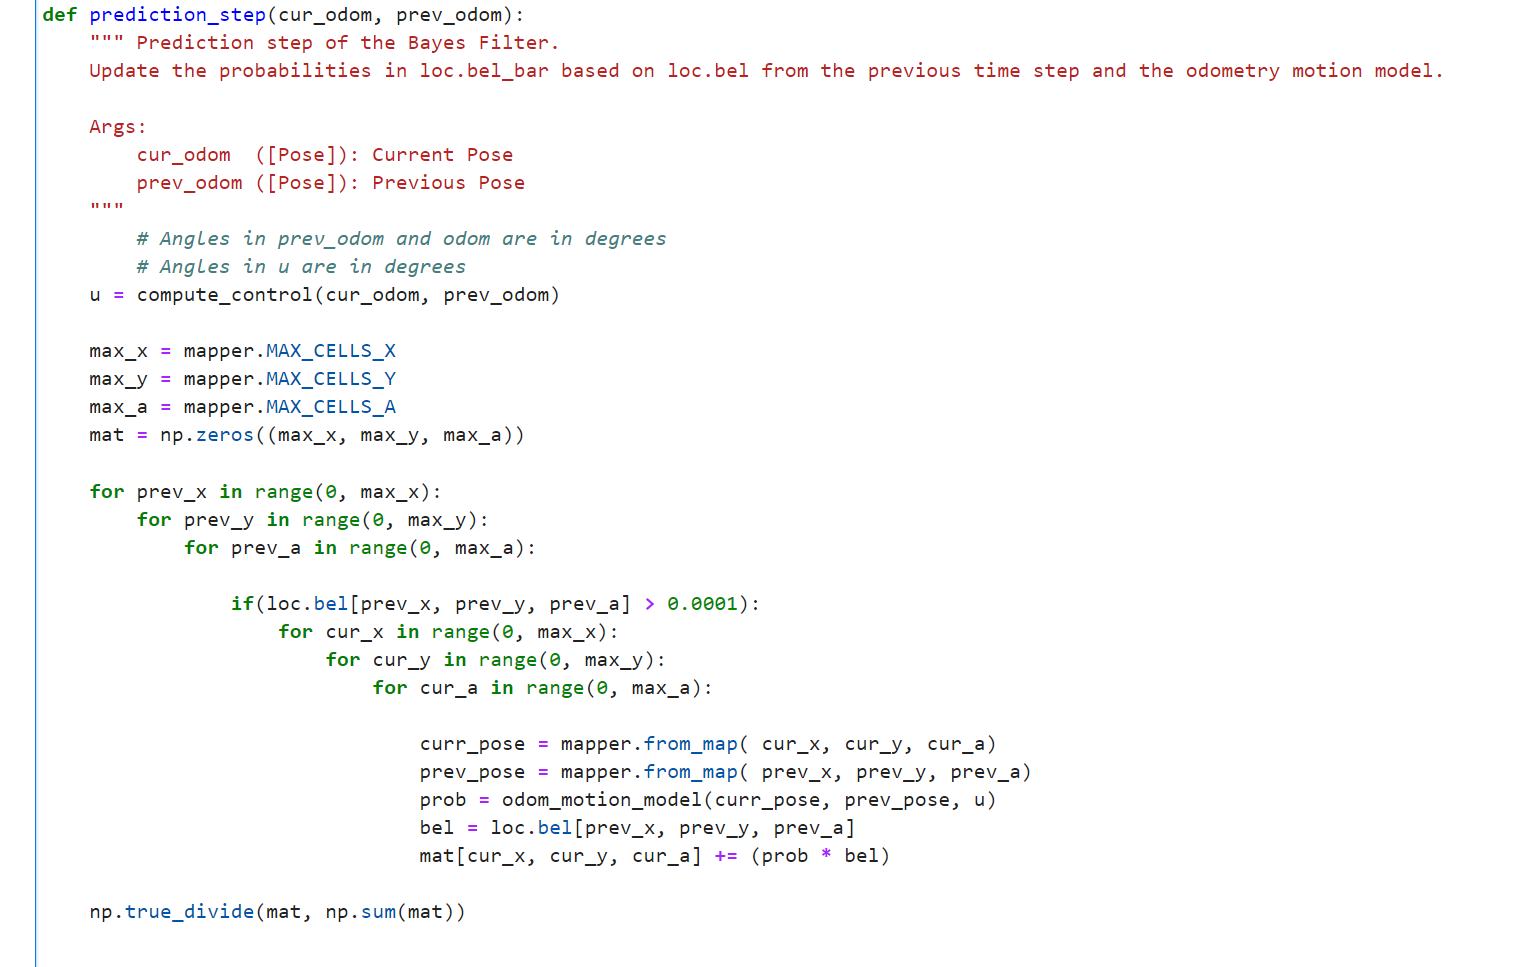 def prediction_step(cur_odom, prev_odom):
    """ Prediction step of the Bayes Filter.
    Update the probabilities in loc.bel_bar based on loc.bel from the previous time step and the odometry motion model.

    Args:
        cur_odom  ([Pose]): Current Pose
        prev_odom ([Pose]): Previous Pose
    """
        # Angles in prev_odom and odom are in degrees
        # Angles in u are in degrees
    u = compute_control(cur_odom, prev_odom)

    max_x = mapper.MAX_CELLS_X
    max_y = mapper.MAX_CELLS_Y
    max_a = mapper.MAX_CELLS_A
    mat = np.zeros((max_x, max_y, max_a))

    for prev_x in range(0, max_x):
        for prev_y in range(0, max_y):
            for prev_a in range(0, max_a):

                if(loc.bel[prev_x, prev_y, prev_a] > 0.0001):
                    for cur_x in range(0, max_x):
                        for cur_y in range(0, max_y):
                            for cur_a in range(0, max_a):

                                curr_pose = mapper.from_map( cur_x, cur_y, cur_a)
                                prev_pose = mapper.from_map( prev_x, prev_y, prev_a)
                                prob = odom_motion_model(curr_pose, prev_pose, u)
                                bel = loc.bel[prev_x, prev_y, prev_a]
                                mat[cur_x, cur_y, cur_a] += (prob * bel)

    np.true_divide(mat, np.sum(mat))